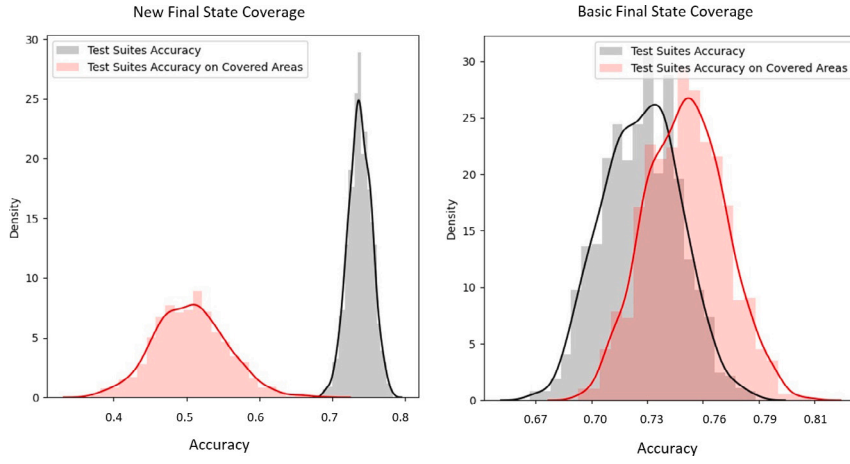 New Final State Coverage
Test Suites Accuracy
Test Suites Accuracy on Covered Areas
Density
30
25
20
15
10
5
0
0.4 0.5 0.6 0.7 0.8
Accuracy
Basic Final State Coverage
Test Suites Accuracy
Test Suites Accuracy on Covered Areas
Density
30
25
20
15
10
5
0
0.67 0.70 0.73 0.76 0.79 0.81
Accuracy